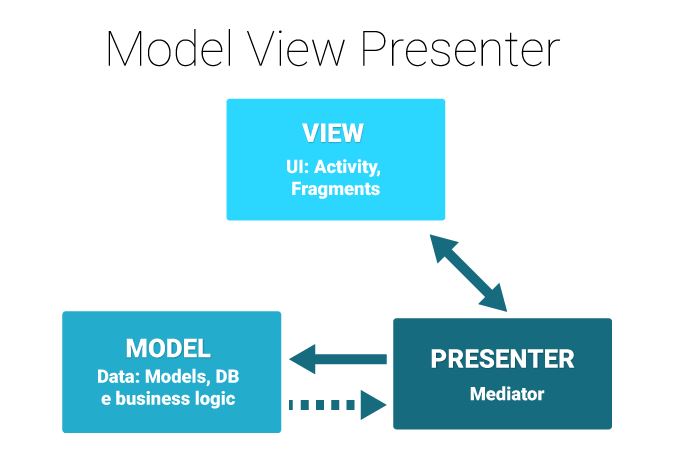 Model View Presenter
VIEW
UI: Activity,
Fragments
MODEL
Data: Models, DB
e business logic
PRESENTER
Mediator